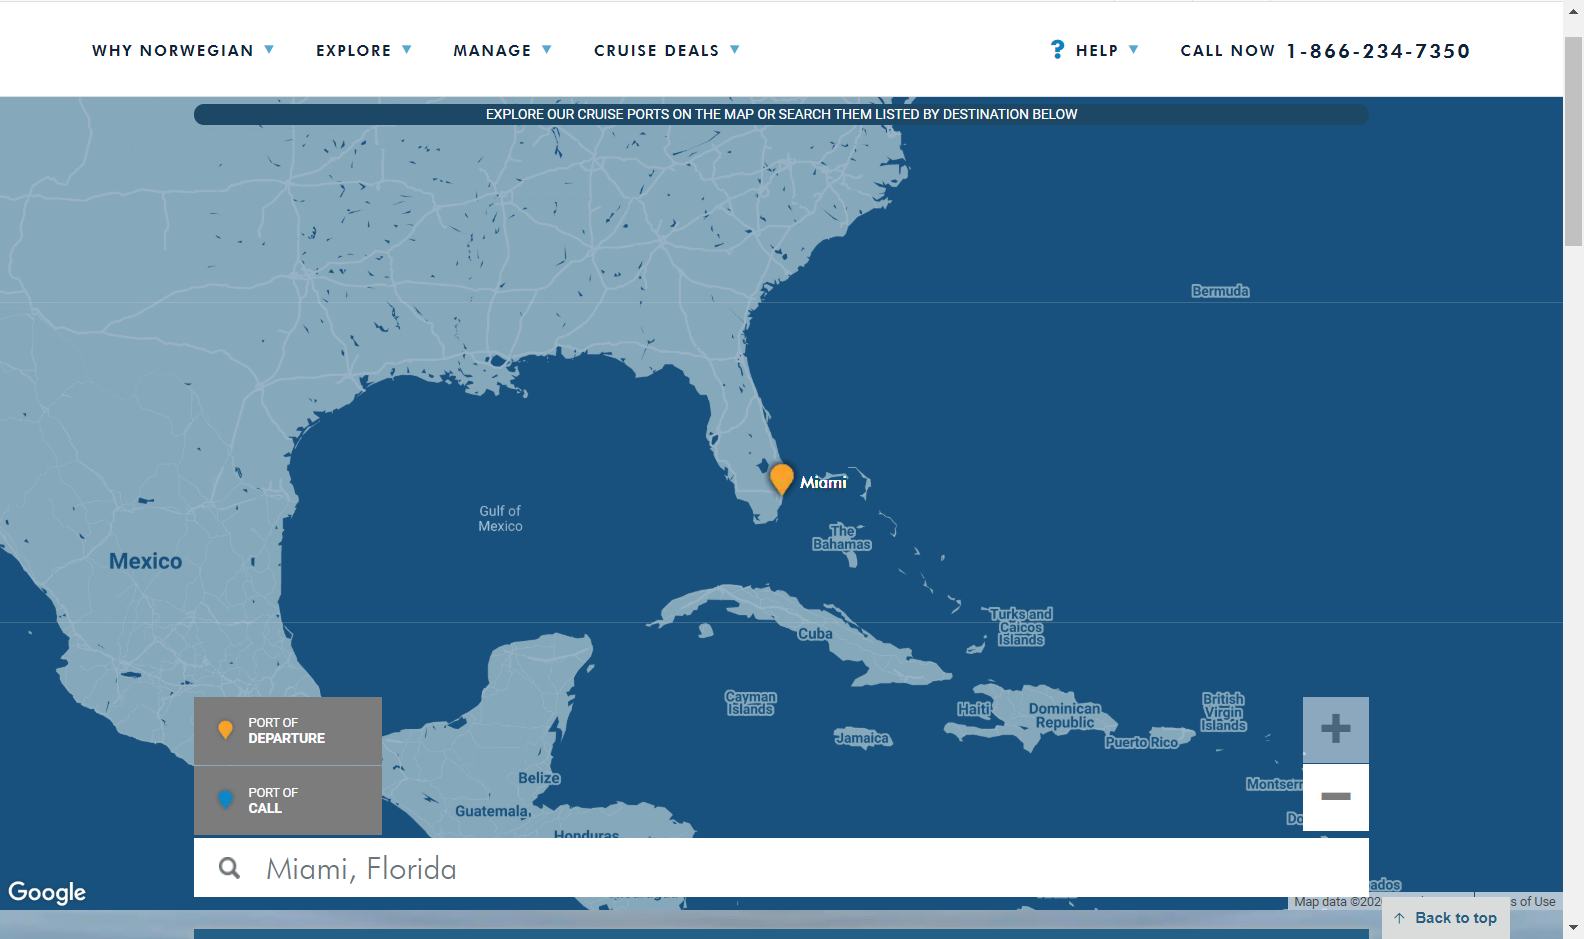 WHY NORWEGIAN
EXPLORE
MANAGE
CRUISE DEALS
? HELP
CALL NOW 1-866-234-7350
EXPLORE OUR CRUISE PORTS ON THE MAP OR SEARCH THEM LISTED BY DESTINATION BELOW
Bermuda
Miami
Gulf of
Mexico
The
Bahamas
Mexico
Turks and
Caicos
Islands
Cuba
Cayman
Islands
Haiti
Dominican
Republic
British
Virgin
Islands
Jamaica
Puerto Rico
PORT OF
DEPARTURE
PORT OF
CALL
Belize
Guatemala
Honduras
Montserr
Do
Miami, Florida
ados
Google
Map data ©202
s of Use
Back to top